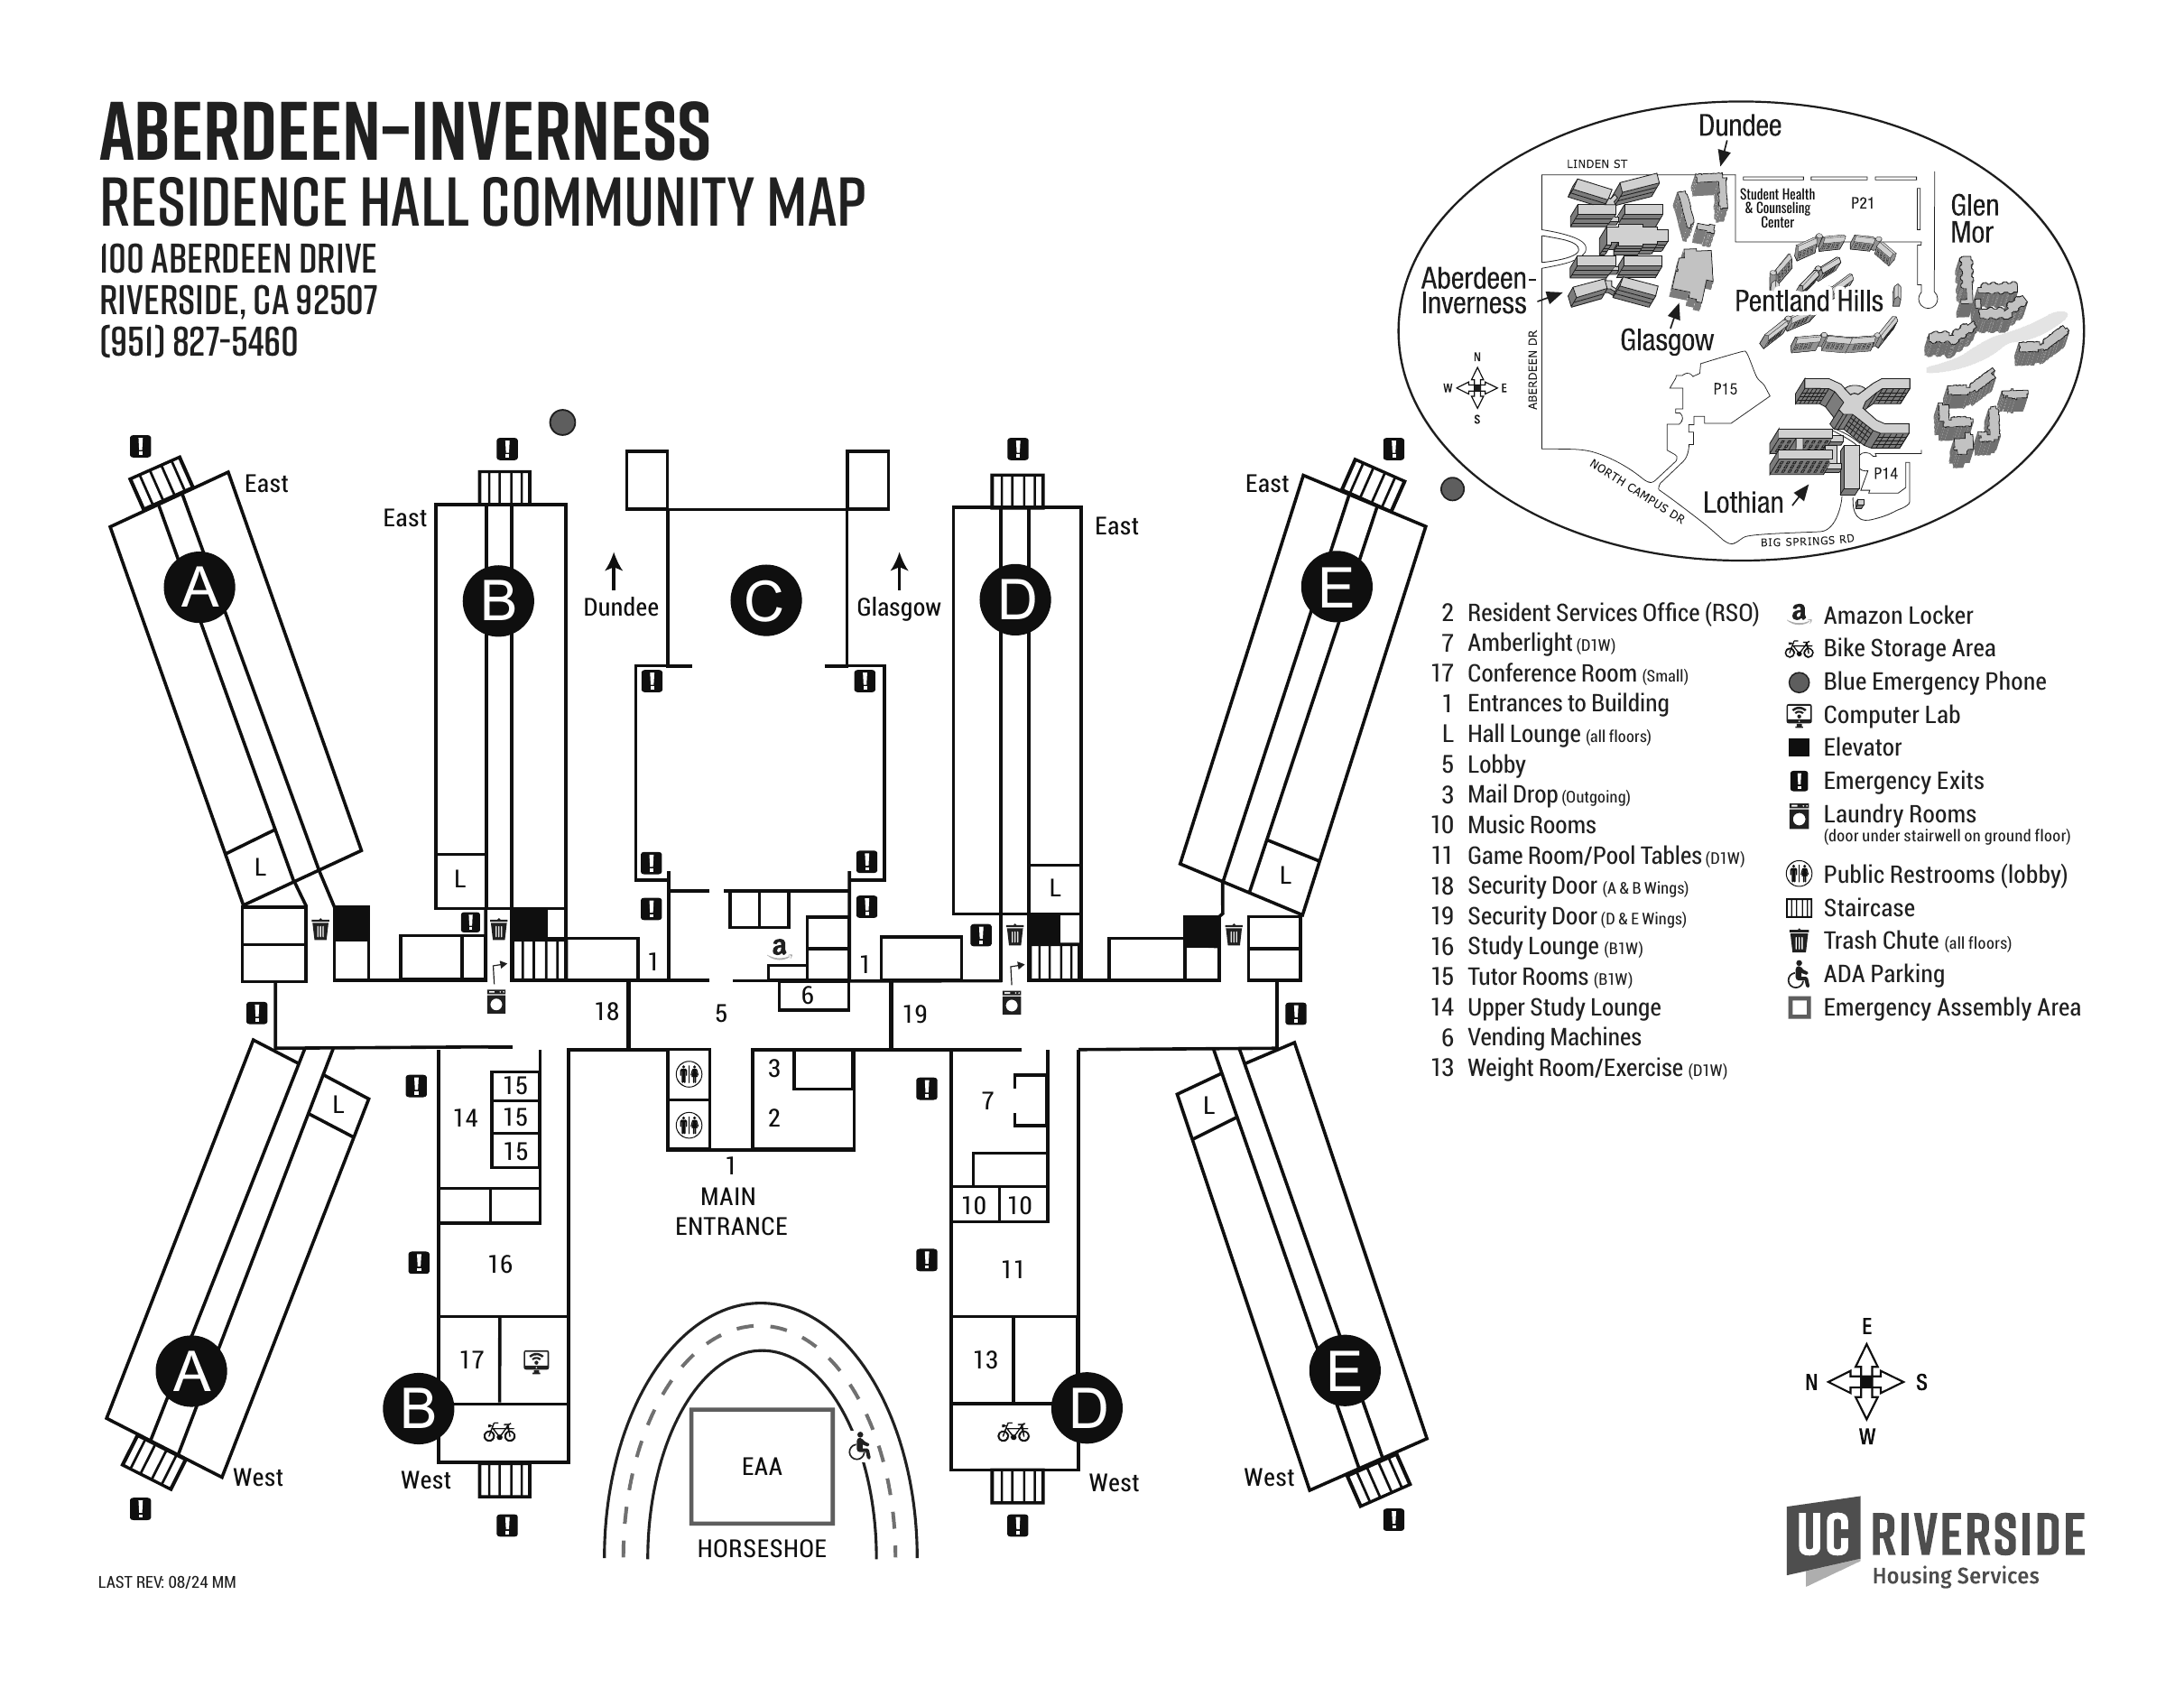 ABERDEEN–INVERNESS
RESIDENCE HALL COMMUNITY MAP
100 ABERDEEN DRIVE
RIVERSIDE, CA 92507
(951) 827-5460
Dundee
LINDEN ST
Student Health
& Counseling
Center
P21
Glen
Mor
Aberdeen-
Inverness
Pentland Hills
Glasgow
ABERDEEN DR
N
W E
S
P15
P14
NORTH CAMPUS DR
Lothian
BIG SPRINGS RD
East
East
East
East
A
B
C
D
E
Dundee
Glasgow
L
L
L
L
a
1
1
6
18
5
19
15
15
15
14
L
3
2
7
L
1
MAIN
ENTRANCE
10 10
16
11
17
13
A
B
D
E
EAA
HORSESHOE
West
West
West
West
2 Resident Services Office (RSO)
7 Amberlight (D1W)
17 Conference Room (Small)
1 Entrances to Building
L Hall Lounge (all floors)
5 Lobby
3 Mail Drop (Outgoing)
10 Music Rooms
11 Game Room/Pool Tables (D1W)
18 Security Door (A & B Wings)
19 Security Door (D & E Wings)
16 Study Lounge (B1W)
15 Tutor Rooms (B1W)
14 Upper Study Lounge
6 Vending Machines
13 Weight Room/Exercise (D1W)
a Amazon Locker
Bike Storage Area
Blue Emergency Phone
Computer Lab
Elevator
Emergency Exits
Laundry Rooms
(door under stairwell on ground floor)
Public Restrooms (lobby)
Staircase
Trash Chute (all floors)
ADA Parking
Emergency Assembly Area
E
N S
W
UC RIVERSIDE
Housing Services
LAST REV: 08/24 MM